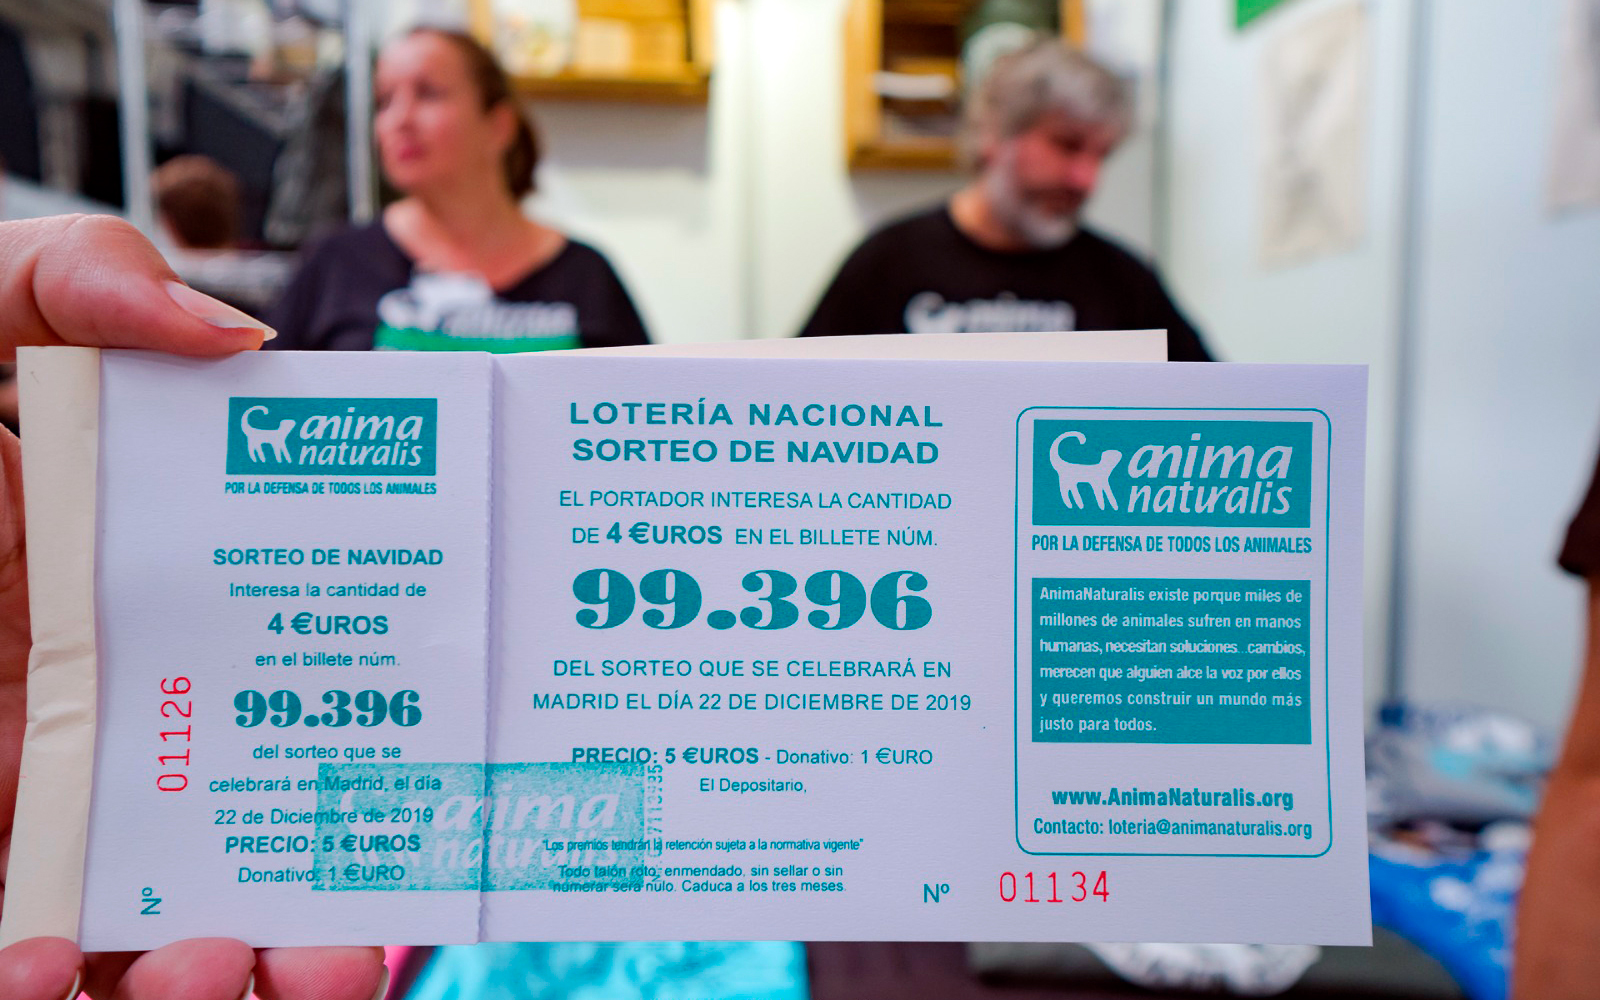 anima
anima
anima
naturalis
POR LA DEFENSA DE TODOS LOS ANIMALES
SORTEO DE NAVIDAD
Interesa la cantidad de
4 €UROS
en el billete núm.
99.396
del sorteo que se
celebrará en Madrid, el día
22 de Diciembre de 2019
PRECIO: 5 €UROS
Donativo: 1 €URO
Nº
01126
LOTERÍA NACIONAL
SORTEO DE NAVIDAD
EL PORTADOR INTERESA LA CANTIDAD
DE 4 €UROS EN EL BILLETE NÚM.
99.396
DEL SORTEO QUE SE CELEBRARÁ EN
MADRID EL DÍA 22 DE DICIEMBRE DE 2019
PRECIO: 5 €UROS - Donativo: 1 €URO
El Depositario,
anima
naturalis
"Los premios tendrán la retención sujeta a la normativa vigente"
Todo talón roto, enmendado, sin sellar o sin
numerar será nulo. Caduca a los tres meses.
Nº 01134
anima
naturalis
POR LA DEFENSA DE TODOS LOS ANIMALES
AnimaNaturalis existe porque miles de
millones de animales sufren en manos
humanas, necesitan soluciones...cambios,
merecen que alguien alce la voz por ellos
y queremos construir un mundo más
justo para todos.
www.AnimaNaturalis.org
Contacto: loteria@animanaturalis.org